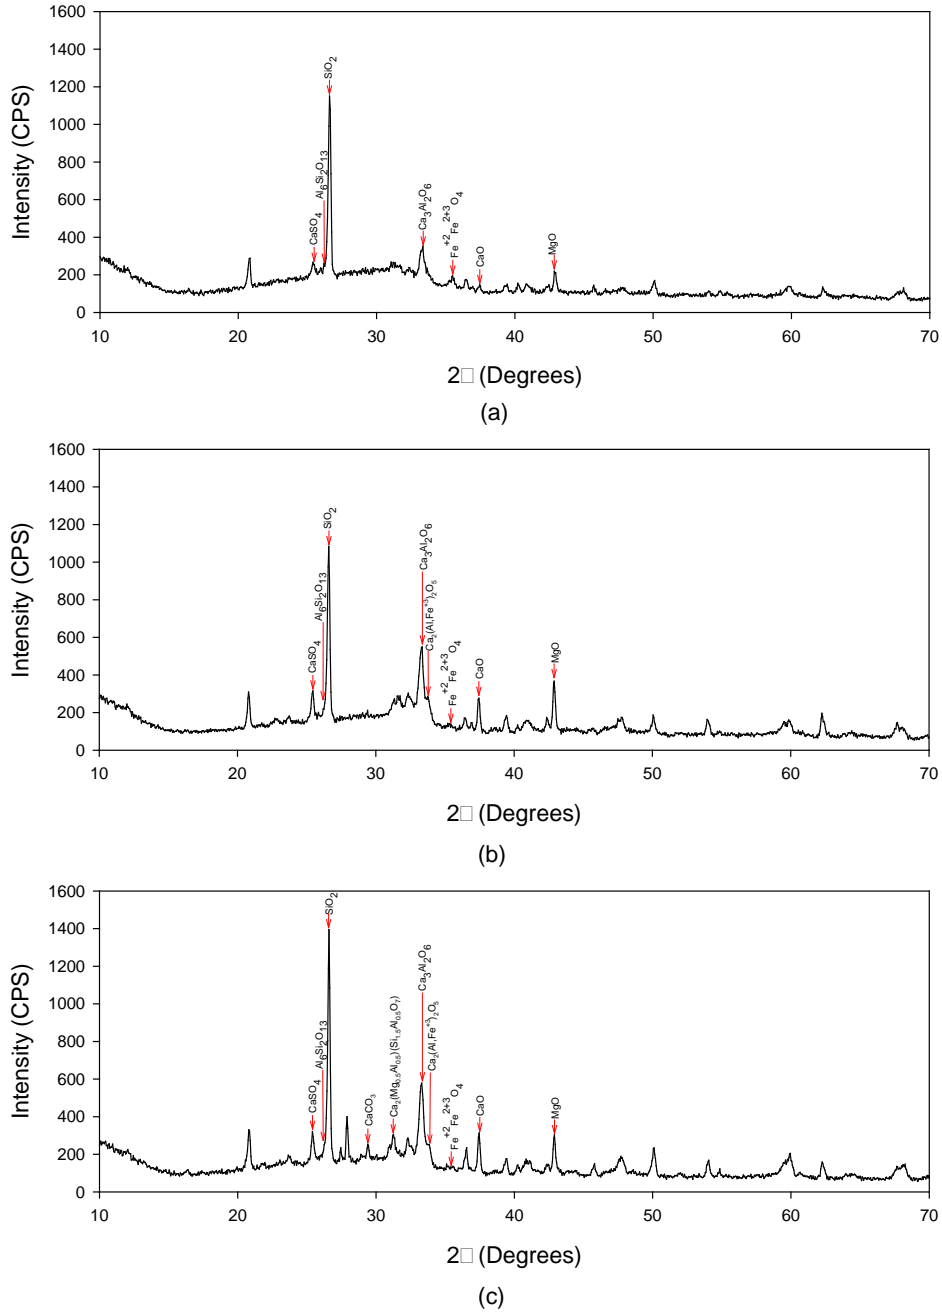 1600
1400
1200
1000
800
600
400
200
0
Intensity (CPS)
CaSO4
Al6Si2O13
SiO2
Ca3Al2O6
Fe+2Fe2+3O4
CaO
MgO
10 20 30 40 50 60 70
2□ (Degrees)
(a)
1600
1400
1200
1000
800
600
400
200
0
Intensity (CPS)
CaSO4
Al6Si2O13
SiO2
Ca3Al2O6
Ca2(Al,Fe+3)2O5
Fe+2Fe2+3O4
CaO
MgO
10 20 30 40 50 60 70
2□ (Degrees)
(b)
1600
1400
1200
1000
800
600
400
200
0
Intensity (CPS)
CaSO4
Al6Si2O13
SiO2
CaCO3
Ca2(Mg0.5Al0.5)(Si1.5Al0.5O7)
Ca3Al2O6
Ca2(Al,Fe+3)2O5
Fe+2Fe2+3O4
CaO
MgO
10 20 30 40 50 60 70
2□ (Degrees)
(c)